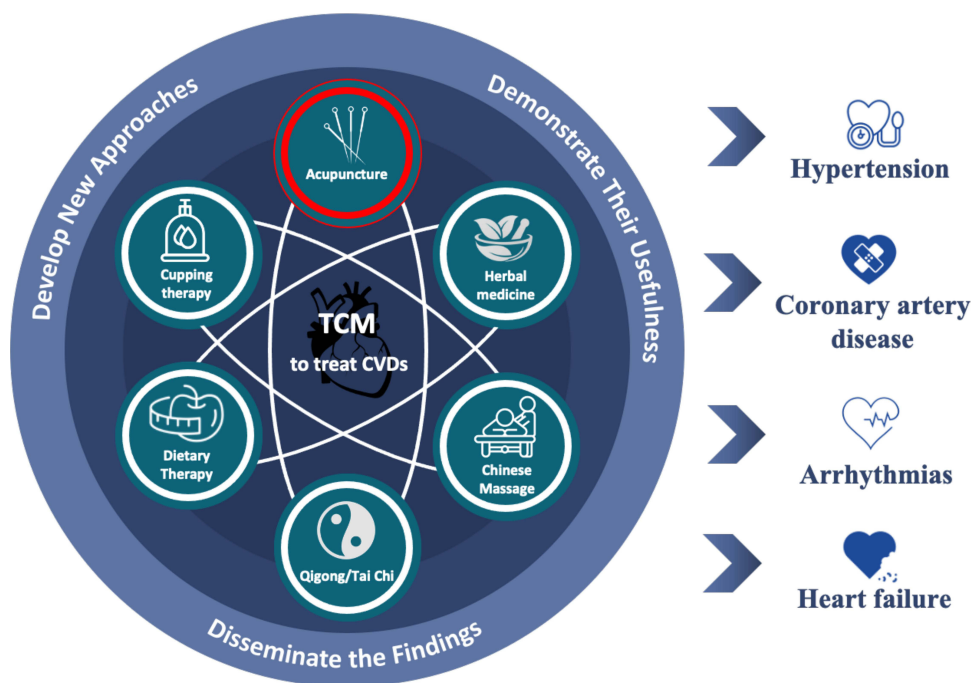 Develop New Approaches
Demonstrate Their Usefulness
Disseminate the Findings
Acupuncture
Cupping
therapy
Herbal
medicine
TCM
to treat CVDs
Dietary
Therapy
Chinese
Massage
Qigong/Tai Chi
Hypertension
Coronary artery
disease
Arrhythmias
Heart failure